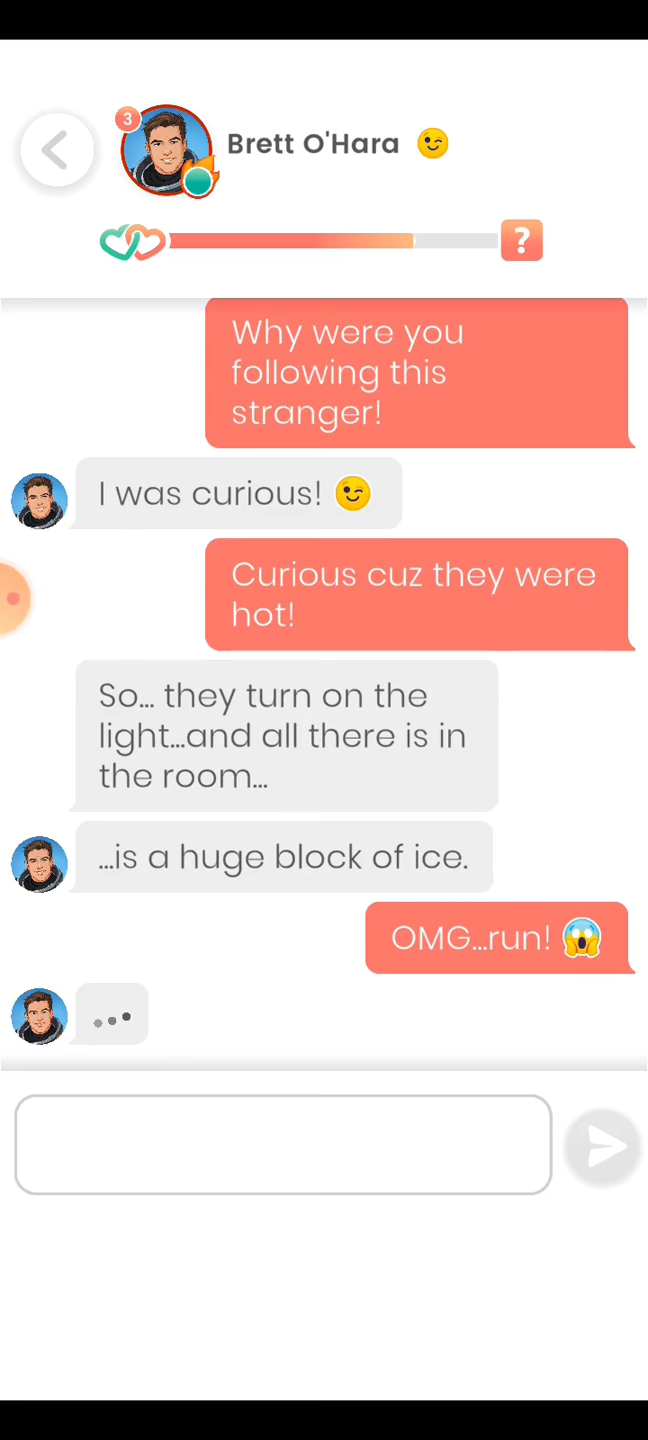 3
Brett O'Hara 😉
?
Why were you
following this
stranger!
I was curious! 😉
Curious cuz they were
hot!
So... they turn on the
light...and all there is in
the room...
...is a huge block of ice.
OMG...run! 😱
...